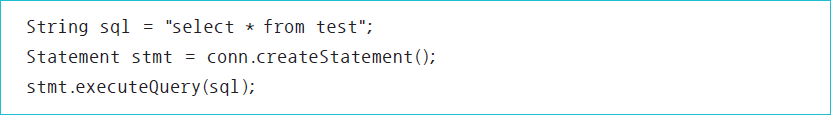 String sql = "select * from test";
Statement stmt = conn.createStatement();
stmt.executeQuery(sql);